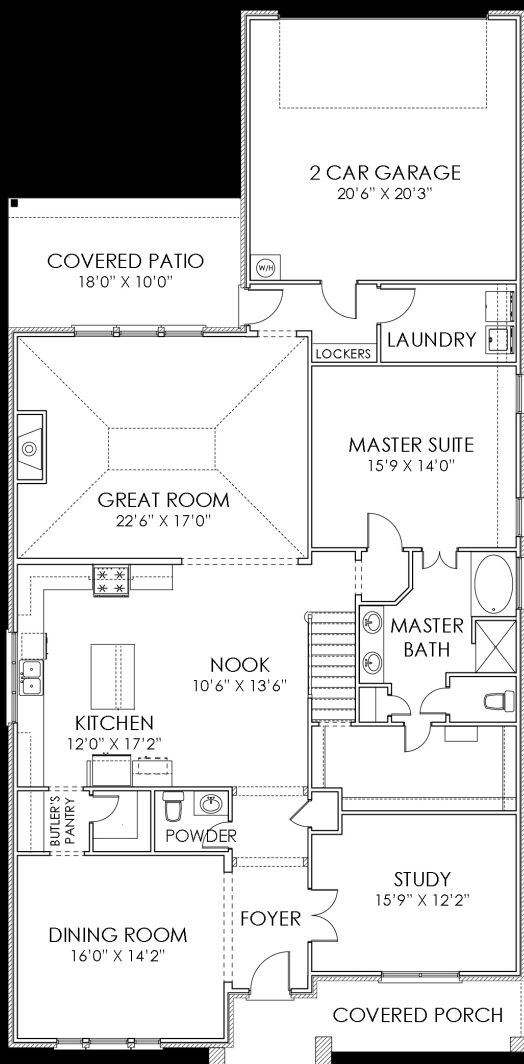 2 CAR GARAGE
20'6" X 20'3"
W/H
COVERED PATIO
18'0" X 10'0"
LAUNDRY
LOCKERS
MASTER SUITE
15'9 X 14'0"
GREAT ROOM
22'6" X 17'0"
MASTER
BATH
NOOK
10'6" X 13'6"
KITCHEN
12'0" X 17'2"
BUTLER'S
PANTRY
POWDER
STUDY
15'9" X 12'2"
FOYER
DINING ROOM
16'0" X 14'2"
COVERED PORCH